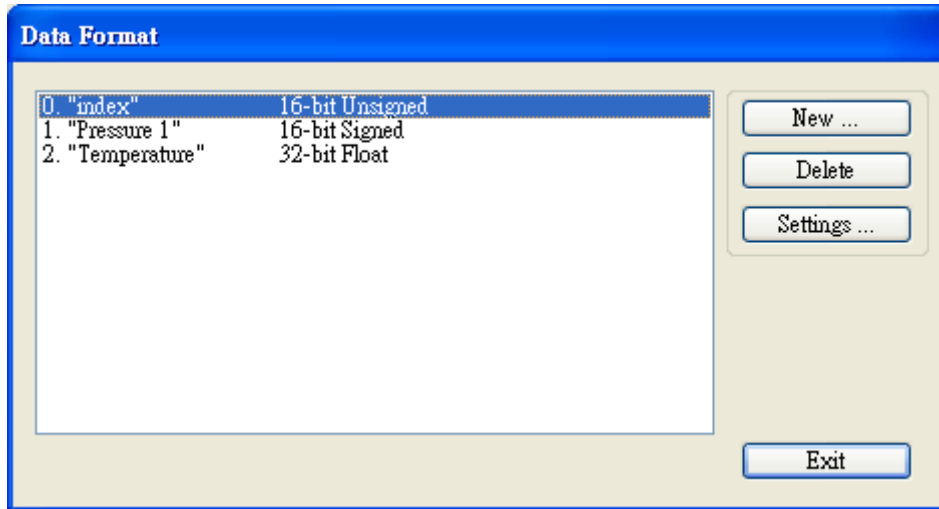 Data Format
0. "index" 16-bit Unsigned
1. "Pressure 1" 16-bit Signed
2. "Temperature" 32-bit Float
New ...
Delete
Settings ...
Exit